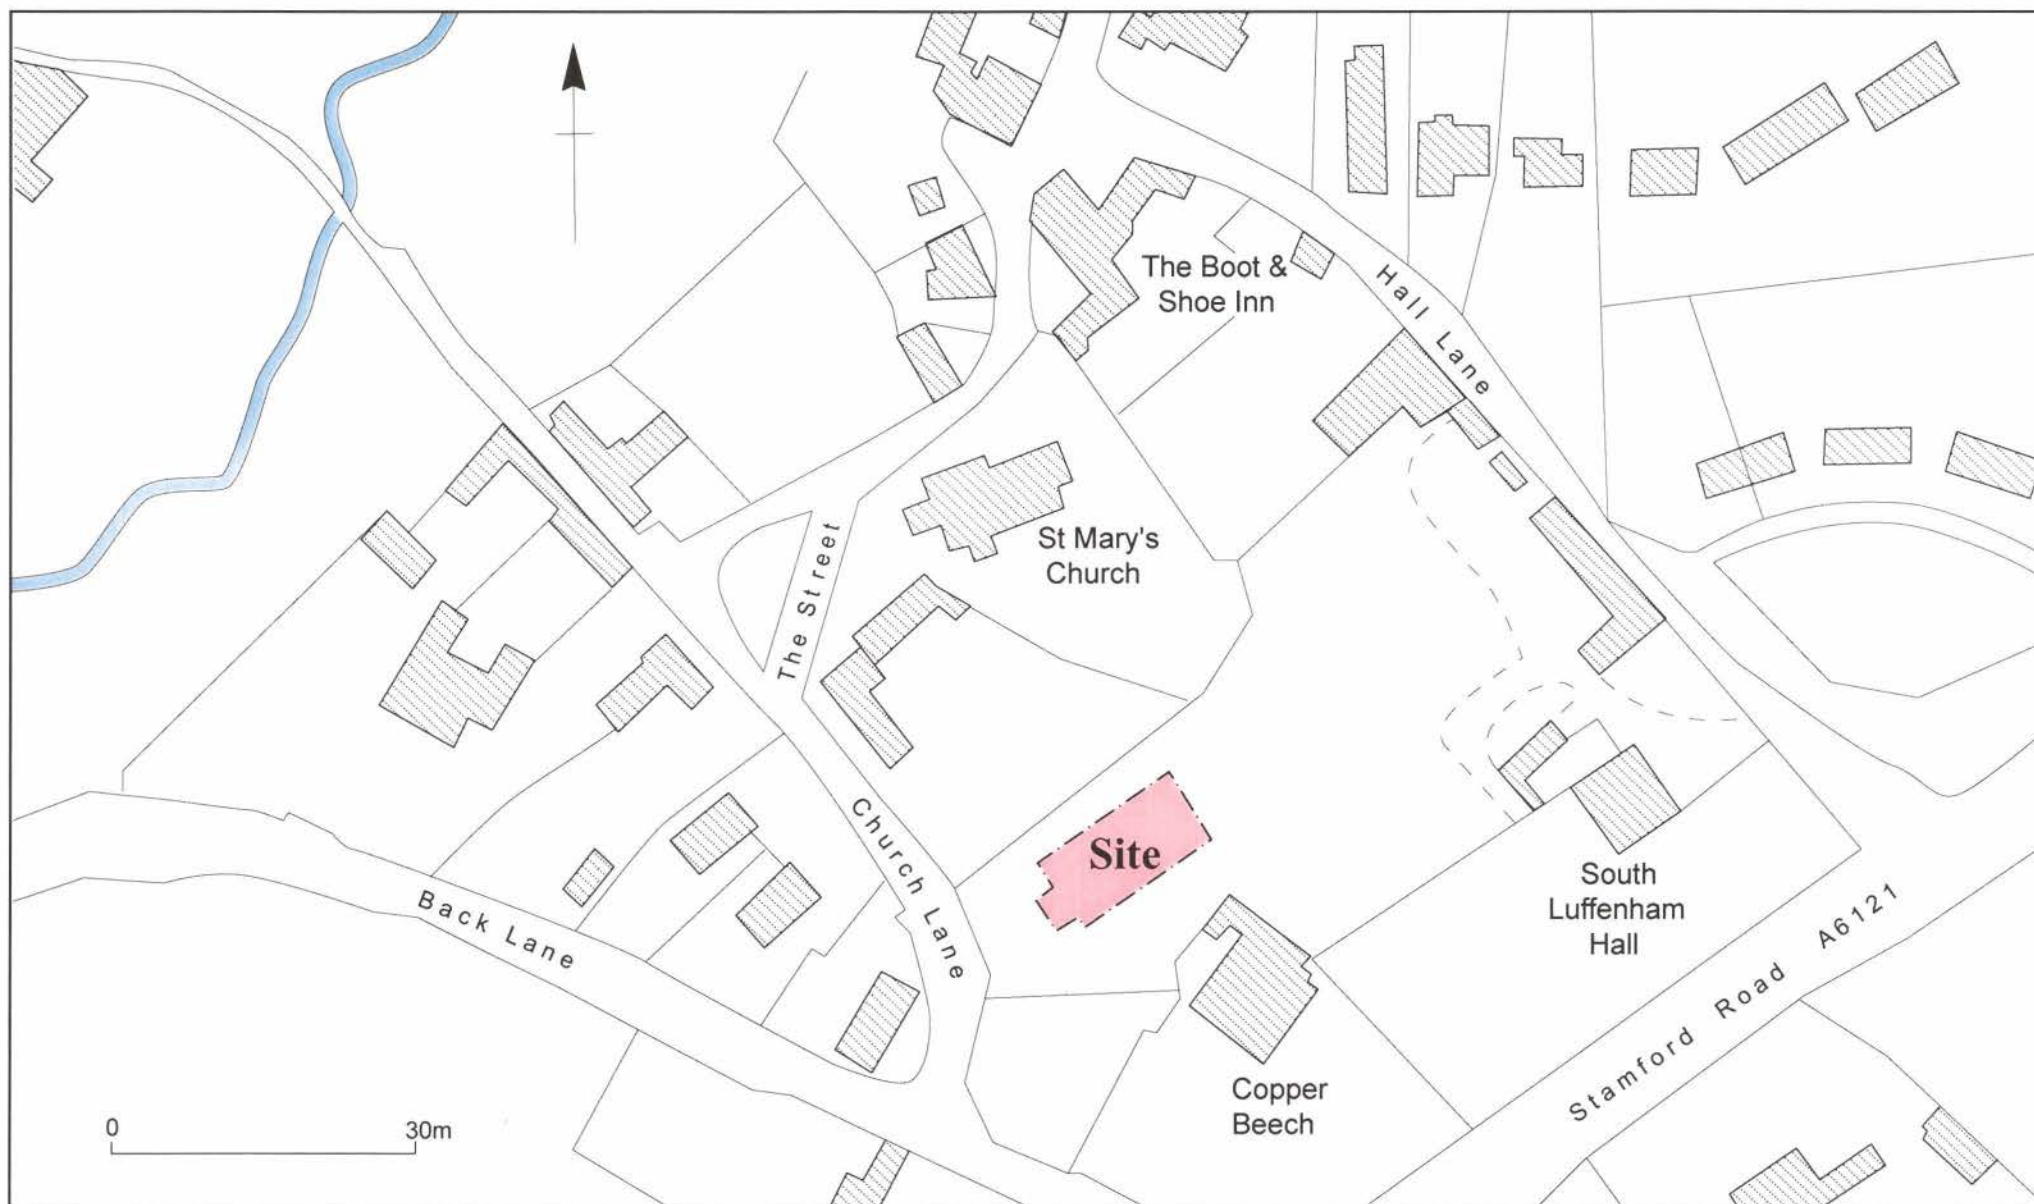 The Boot &
Shoe Inn
Hall Lane
St Mary's
Church
The Street
Church Lane
Site
South
Luffenham
Hall
Back Lane
Stamford Road A6121
Copper
Beech
0 30m